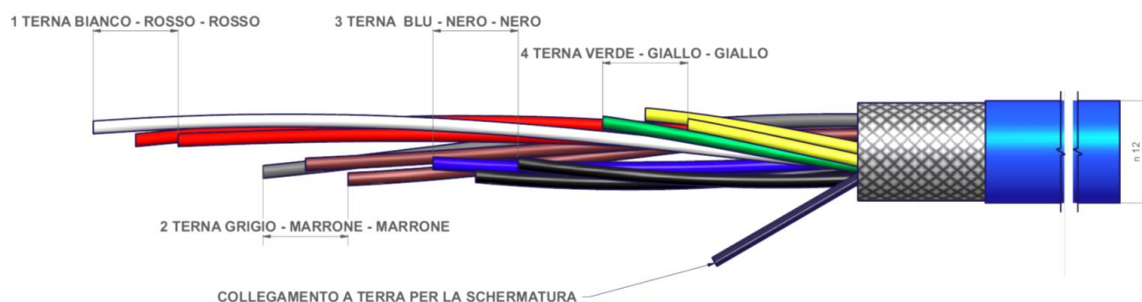 1 TERNA BIANCO - ROSSO - ROSSO
3 TERNA BLU - NERO - NERO
4 TERNA VERDE - GIALLO - GIALLO
n 12
2 TERNA GRIGIO - MARRONE - MARRONE
COLLEGAMENTO A TERRA PER LA SCHERMATURA